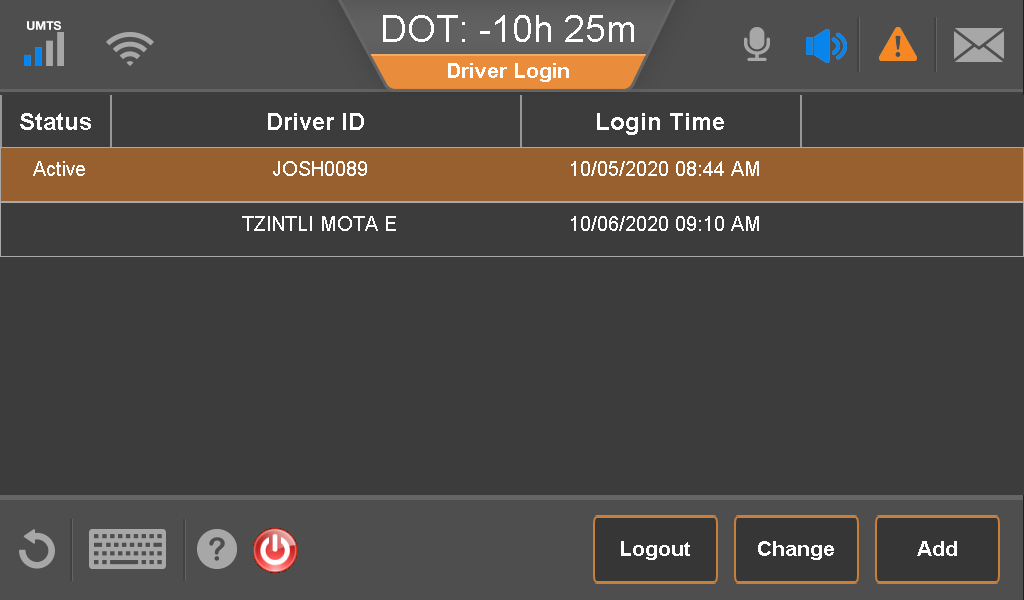 UMTS
DOT: -10h 25m
Driver Login
Status Driver ID Login Time
Active JOSH0089 10/05/2020 08:44 AM
TZINTLI MOTA E 10/06/2020 09:10 AM
? Logout Change Add